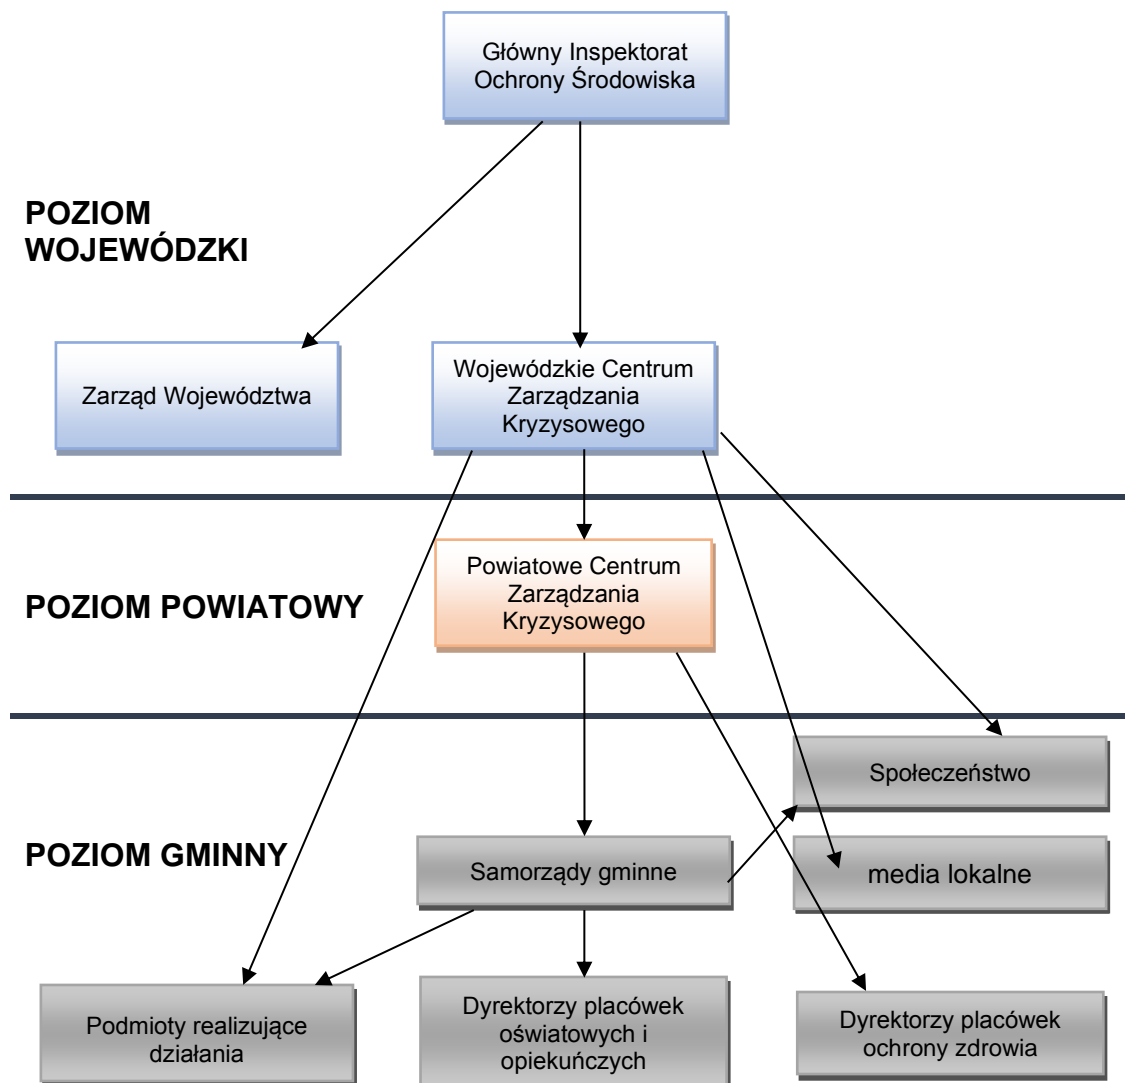 Główny Inspektorat
Ochrony Środowiska
POZIOM
WOJEWÓDZKI
Zarząd Województwa
Wojewódzkie Centrum
Zarządzania
Kryzysowego
Powiatowe Centrum
Zarządzania
Kryzysowego
POZIOM POWIATOWY
Społeczeństwo
POZIOM GMINNY
Samorządy gminne
media lokalne
Podmioty realizujące
działania
Dyrektorzy placówek
oświatowych i
opiekuńczych
Dyrektorzy placówek
ochrony zdrowia